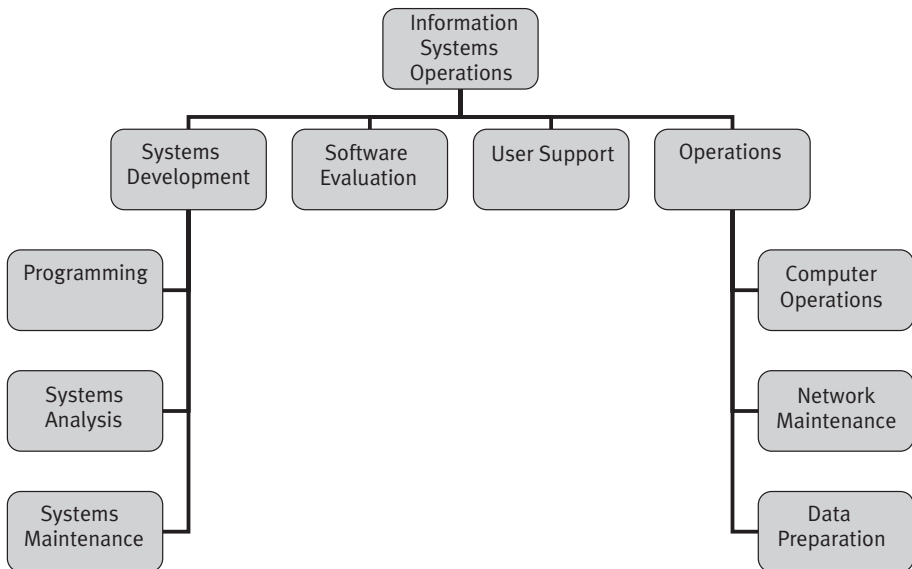 Information
Systems
Operations
Systems
Development
Software
Evaluation
User Support
Operations
Programming
Computer
Operations
Systems
Analysis
Network
Maintenance
Systems
Maintenance
Data
Preparation